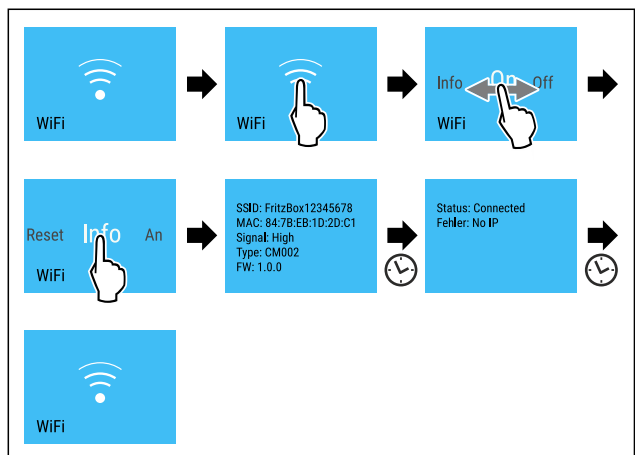 WiFi
WiFi
Info On Off
WiFi
Reset Info An
WiFi
SSID: FritzBox12345678
MAC: 84:7B:EB:1D:2D:C1
Signal: High
Type: CM002
FW: 1.0.0
Status: Connected
Fehler: No IP
WiFi